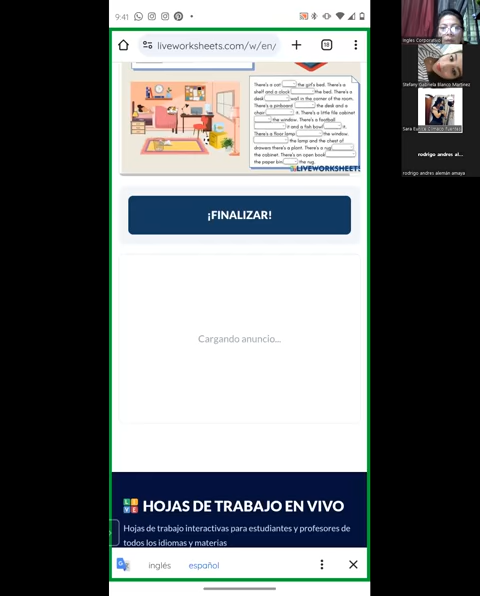 9:41
liveworksheets.com/w/en/
18
There's a cat the girl's bed. There's a
shelf and a clock the bed. There's a
desk wall in the corner of the room.
There's a pinboard the desk and a
chair it. There's a little file cabinet
the window. There's a football
it and a fish bowl it.
There's a floor lamp the window.
the lamp and the chest of
drawers there's a plant. There's a rug
the cabinet. There's an open book
the paper bin the rug.
LIVEWORKSHEETS
¡FINALIZAR!
Cargando anuncio...
LIVE HOJAS DE TRABAJO EN VIVO
Hojas de trabajo interactivas para estudiantes y profesores de
todos los idiomas y materias
inglés español
Ingles Corporativo
Stefany Gabriela Blanco Martinez
rodrigo andres al...
rodrigo andres alemán amaya